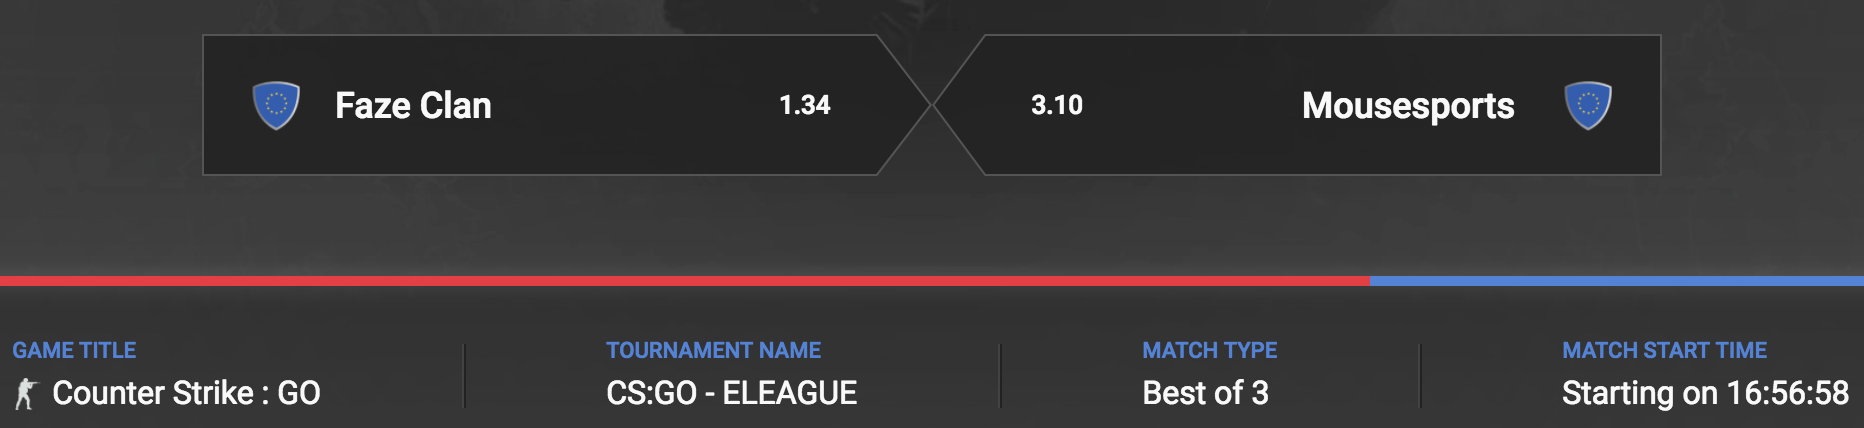 Faze Clan 1.34 3.10 Mousesports
GAME TITLE TOURNAMENT NAME MATCH TYPE MATCH START TIME
Counter Strike : GO CS:GO - ELEAGUE Best of 3 Starting on 16:56:58